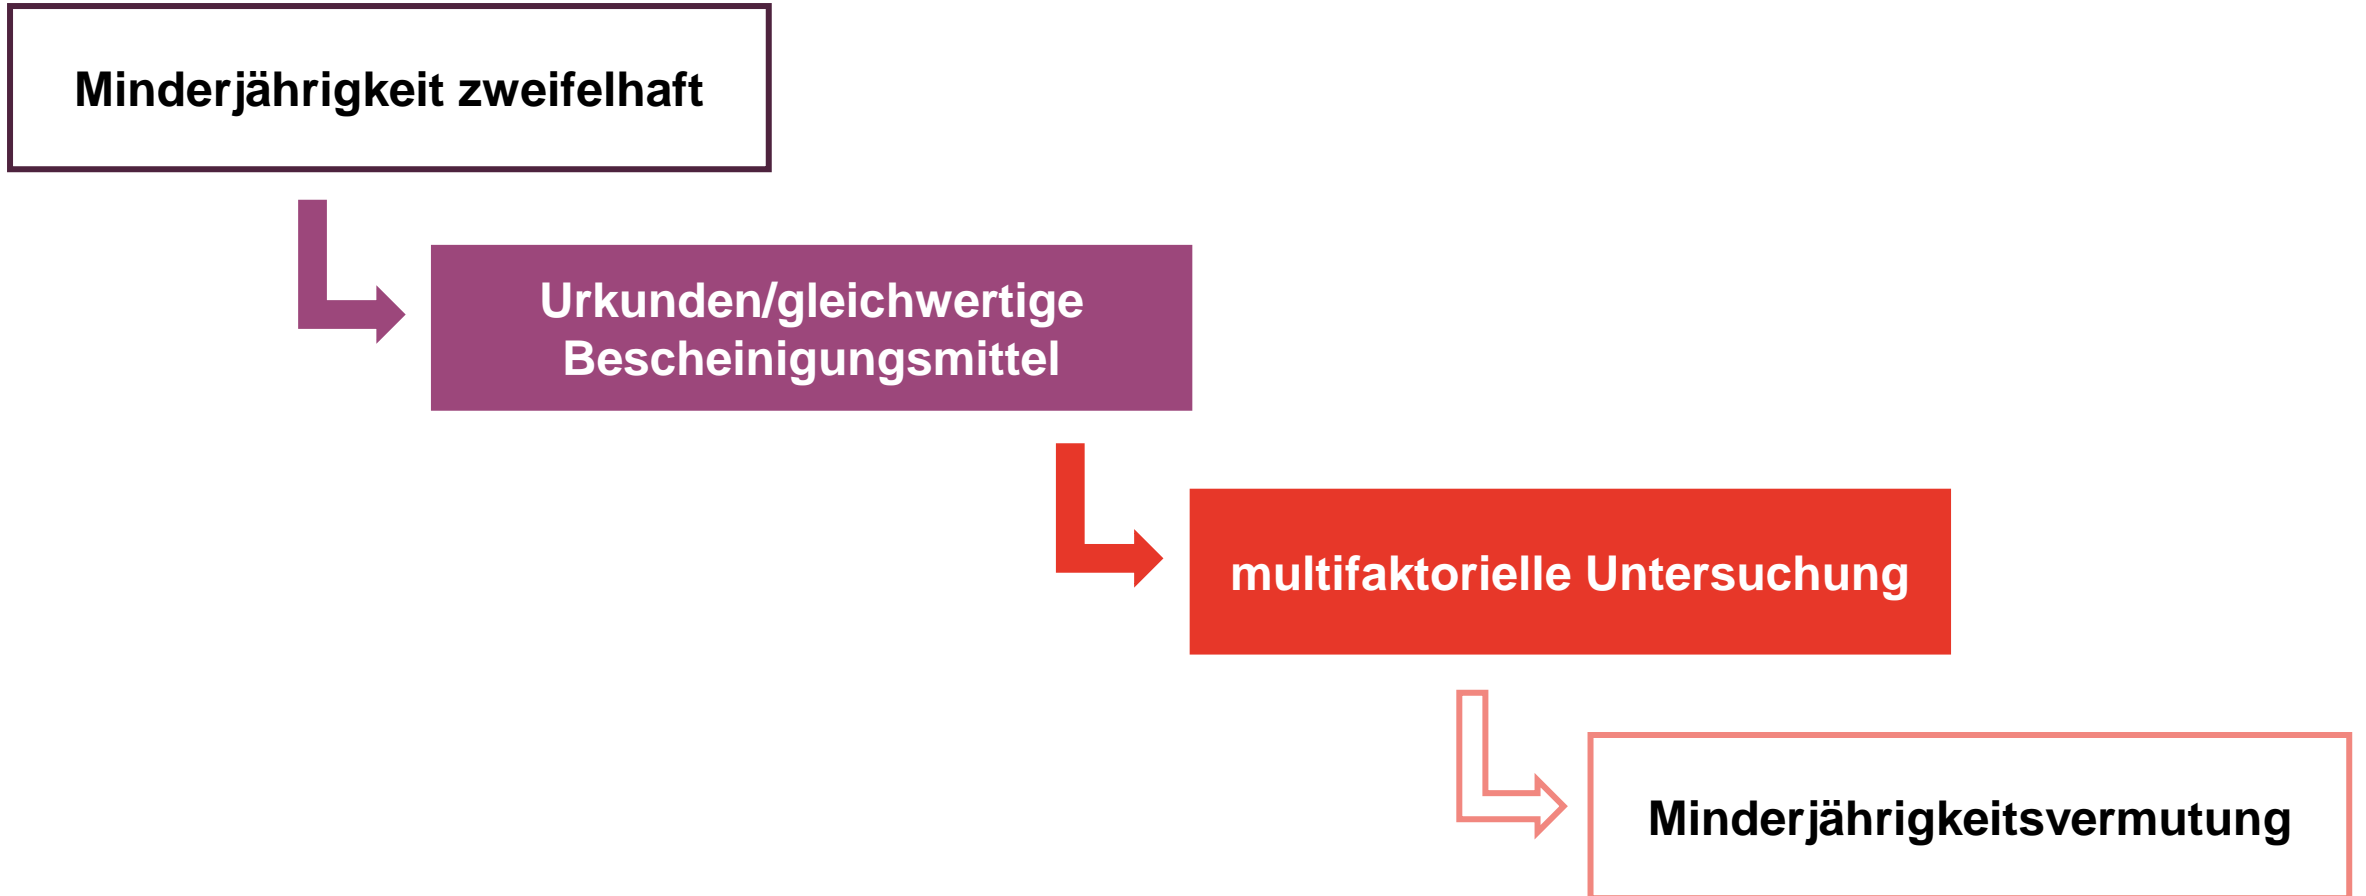 Minderjährigkeit zweifelhaft
Urkunden/gleichwertige
Bescheinigungsmittel
multifaktorielle Untersuchung
Minderjährigkeitsvermutung